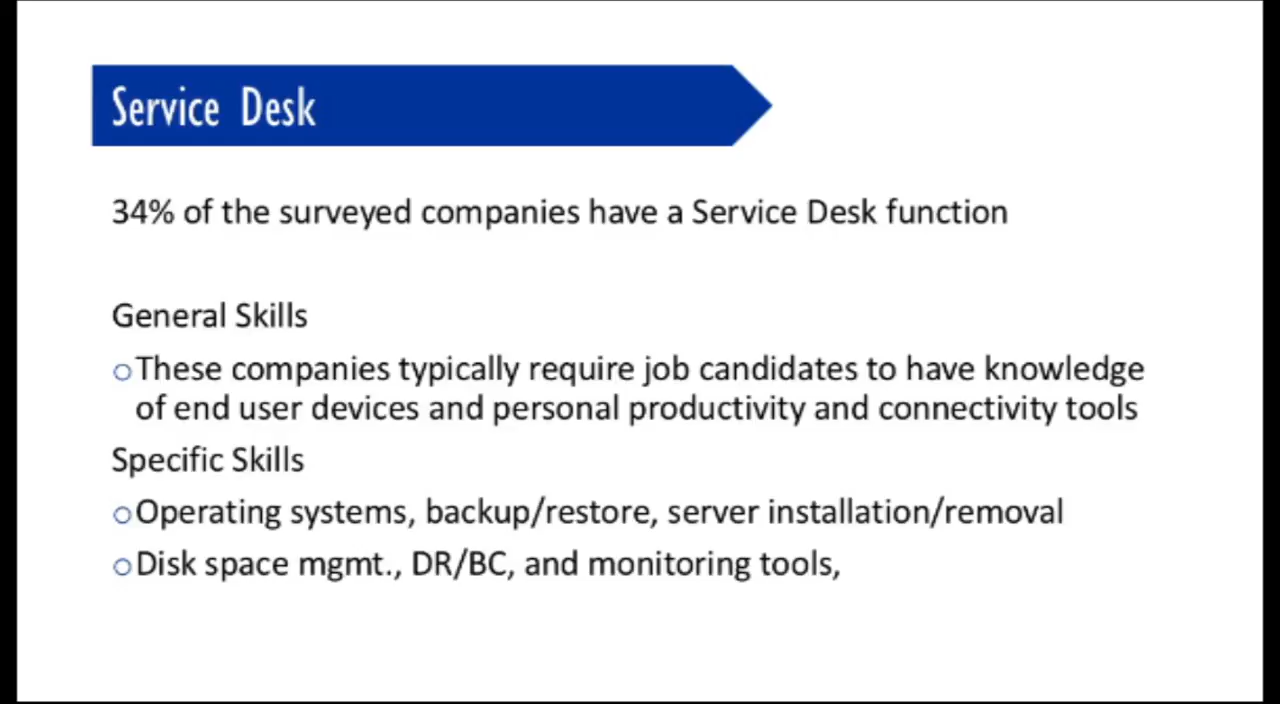 Service Desk
34% of the surveyed companies have a Service Desk function
General Skills
○These companies typically require job candidates to have knowledge
of end user devices and personal productivity and connectivity tools
Specific Skills
○Operating systems, backup/restore, server installation/removal
○Disk space mgmt., DR/BC, and monitoring tools,